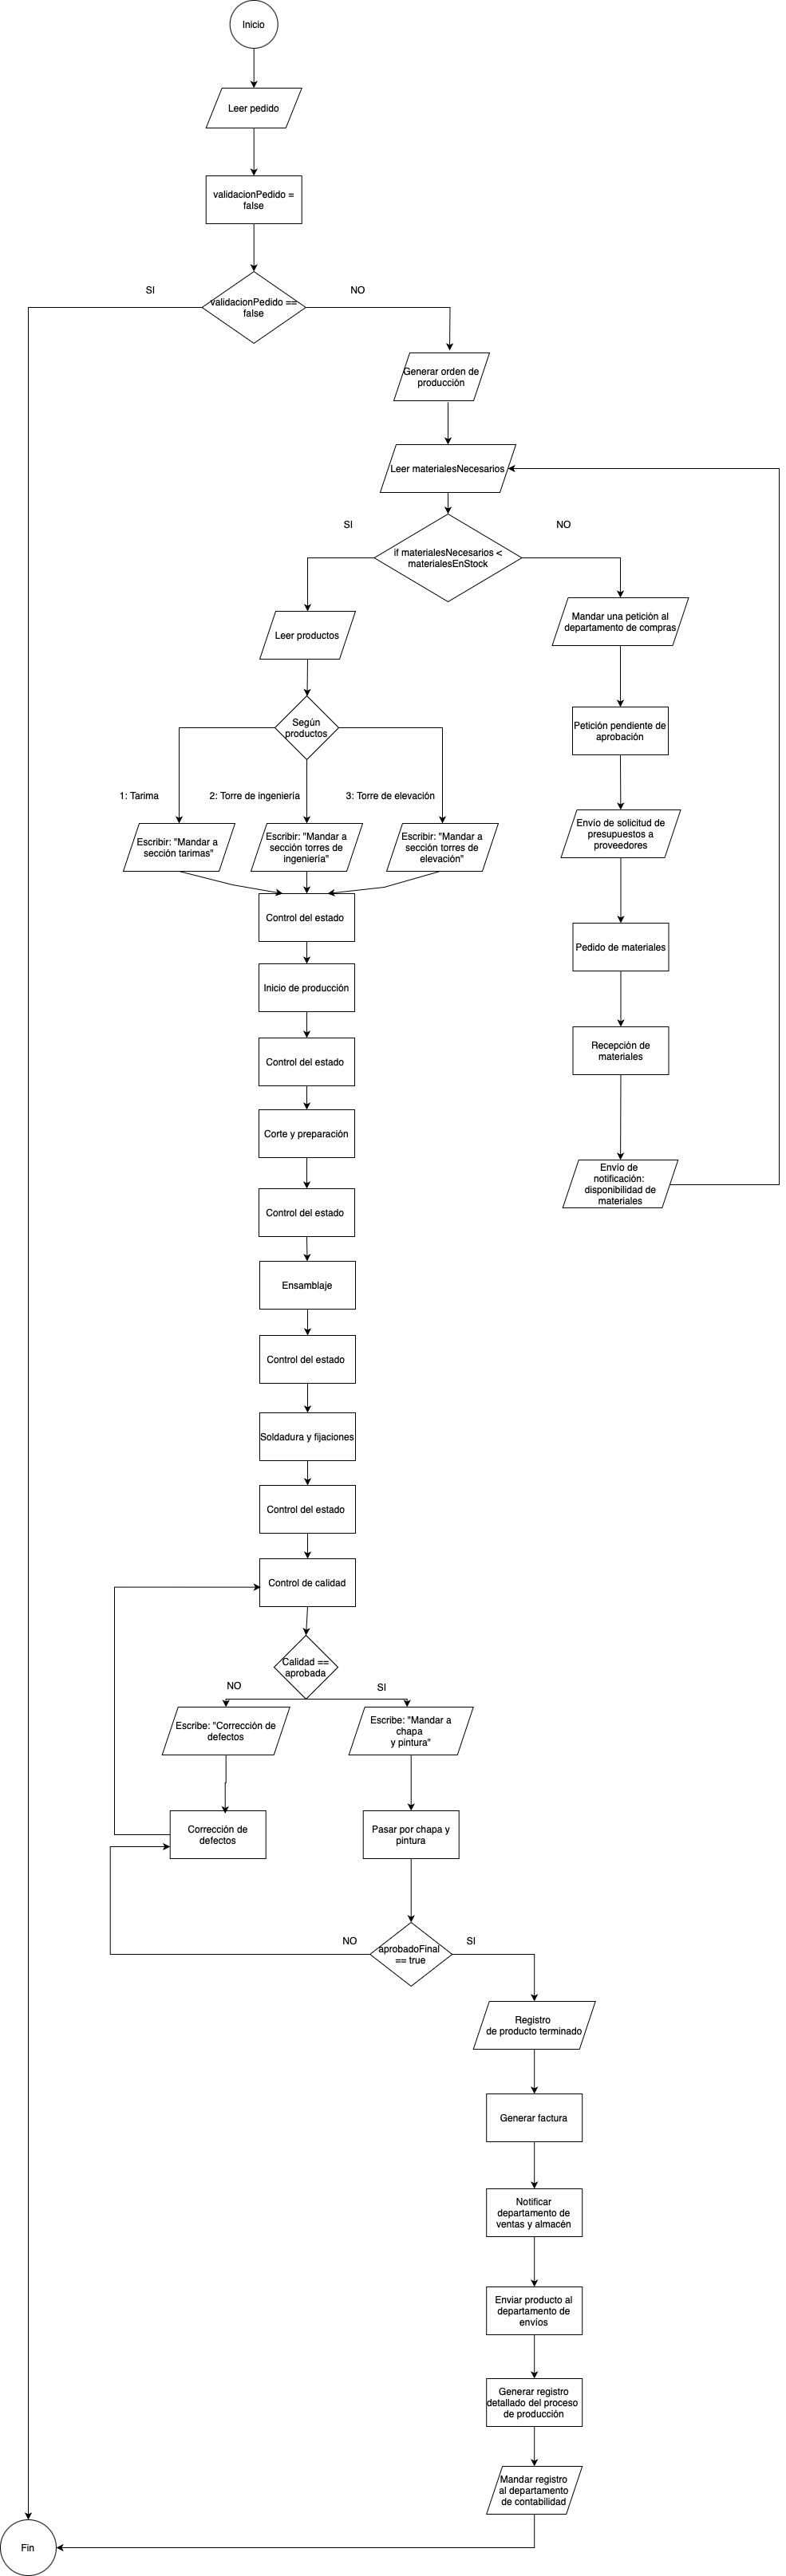 Inicio
Leer pedido
validacionPedido =
false
validacionPedido ==
false
SI
NO
Generar orden de
producción
Leer materialesNecesarios
if materialesNecesarios <
materialesEnStock
SI
NO
Leer productos
Mandar una petición al
departamento de compras
Según
productos
Petición pendiente de
aprobación
1: Tarima
2: Torre de ingeniería
3: Torre de elevación
Escribir: "Mandar a
sección tarimas"
Escribir: "Mandar a
sección torres de
ingeniería"
Escribir: "Mandar a
sección torres de
elevación"
Envío de solicitud de
presupuestos a
proveedores
Control del estado
Pedido de materiales
Inicio de producción
Recepción de
materiales
Control del estado
Corte y preparación
Envío de
notificación:
disponibilidad de
materiales
Control del estado
Ensamblaje
Control del estado
Soldadura y fijaciones
Control del estado
Control de calidad
Calidad ==
aprobada
NO
SI
Escribe: "Corrección de
defectos
Escribe: "Mandar a
chapa
y pintura"
Corrección de
defectos
Pasar por chapa y
pintura
aprobadoFinal
== true
NO
SI
Registro
de producto terminado
Generar factura
Notificar
departamento de
ventas y almacén
Enviar producto al
departamento de
envíos
Generar registro
detallado del proceso
de producción
Mandar registro
al departamento
de contabilidad
Fin